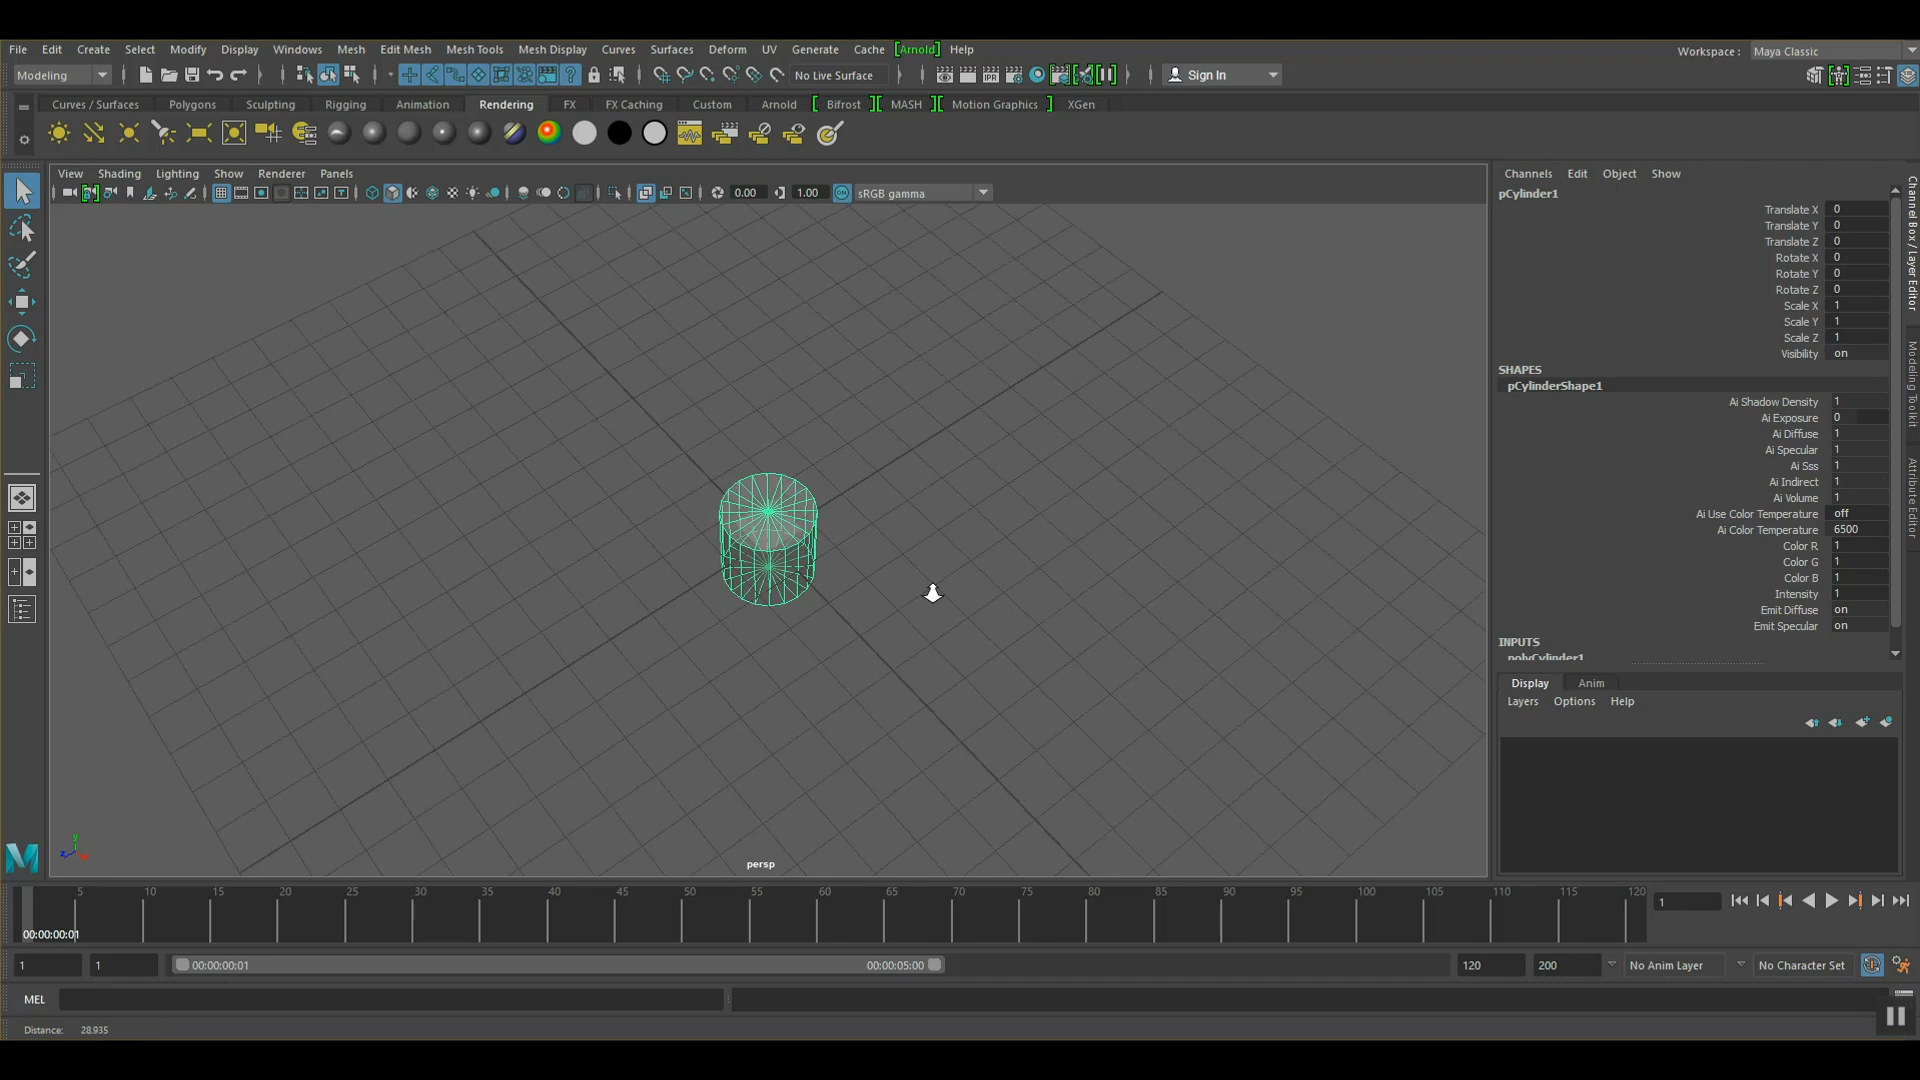 File Edit Create Select Modify Display Windows Mesh Edit Mesh Mesh Tools Mesh Display Curves Surfaces Deform UV Generate Cache [Arnold] Help
Workspace : Maya Classic
Modeling No Live Surface Sign In
IPR
Curves / Surfaces Polygons Sculpting Rigging Animation Rendering FX FX Caching Custom Arnold [ Bifrost ][ MASH ][ Motion Graphics ] XGen
View Shading Lighting Show Renderer Panels
0.00 1.00 sRGB gamma
persp
Channels Edit Object Show
pCylinder1
Translate X 0
Translate Y 0
Translate Z 0
Rotate X 0
Rotate Y 0
Rotate Z 0
Scale X 1
Scale Y 1
Scale Z 1
Visibility on
SHAPES
pCylinderShape1
Ai Shadow Density 1
Ai Exposure 0
Ai Diffuse 1
Ai Specular 1
Ai Sss 1
Ai Indirect 1
Ai Volume 1
Ai Use Color Temperature off
Ai Color Temperature 6500
Color R 1
Color G 1
Color B 1
Intensity 1
Emit Diffuse on
Emit Specular on
INPUTS
polyCylinder1
Display Anim
Layers Options Help
Channel Box / Layer Editor
Modeling Toolkit
Attribute Editor
5 10 15 20 25 30 35 40 45 50 55 60 65 70 75 80 85 90 95 100 105 110 115 120
00:00:00:01
1
1 1 00:00:00:01 00:00:05:00 120 200 No Anim Layer No Character Set
MEL
Distance: 28.935